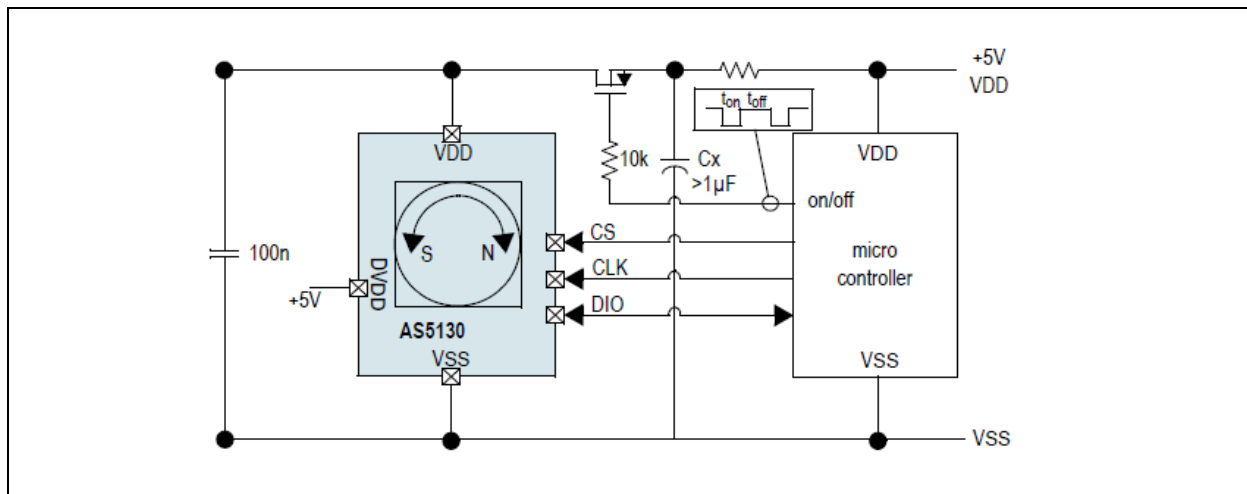 +5V
VDD
ton toff
VDD
10k
Cx
>1µF
VDD
on/off
CS
micro
controller
S
N
100n
DVDD
CLK
+5V
DIO
AS5130
VSS
VSS
VSS